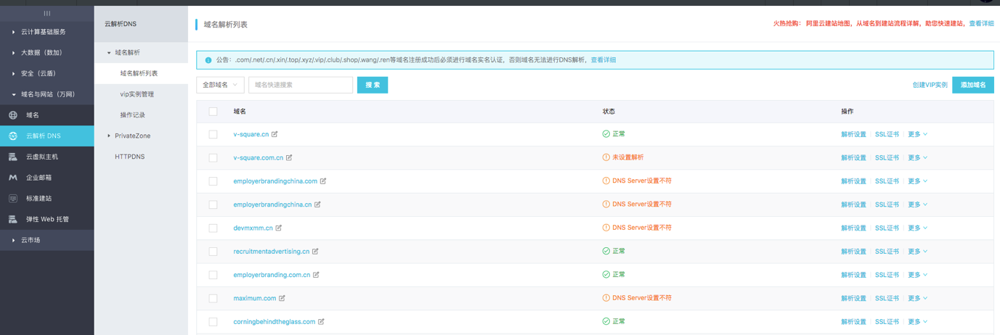 云计算基础服务
大数据（数加）
安全（云盾）
域名与网站（万网）
域名
云解析 DNS
云虚拟主机
企业邮箱
标准建站
弹性 Web 托管
云市场
云解析DNS
域名解析
域名解析列表
vip实例管理
操作记录
PrivateZone
HTTPDNS
域名解析列表
火热抢购： 阿里云建站地图，从域名到建站流程详解，助您快速建站，查看详细
公告：.com/.net/.cn/.xin/.top/.xyz/.vip/.club/.shop/.wang/.ren等域名注册成功后必须进行域名实名认证，否则域名无法进行DNS解析，查看详细
全部域名 域名快速搜索 搜 索 创建VIP实例 添加域名
域名 状态 操作
v-square.cn 正常 解析设置 SSL证书 更多
v-square.com.cn 未设置解析 解析设置 SSL证书 更多
employerbrandingchina.com DNS Server设置不符 解析设置 SSL证书 更多
employerbrandingchina.cn DNS Server设置不符 解析设置 SSL证书 更多
devmxmm.cn DNS Server设置不符 解析设置 SSL证书 更多
recruitmentadvertising.cn 正常 解析设置 SSL证书 更多
employerbranding.com.cn 正常 解析设置 SSL证书 更多
maximum.com DNS Server设置不符 解析设置 SSL证书 更多
corningbehindtheglass.com 正常 解析设置 SSL证书 更多